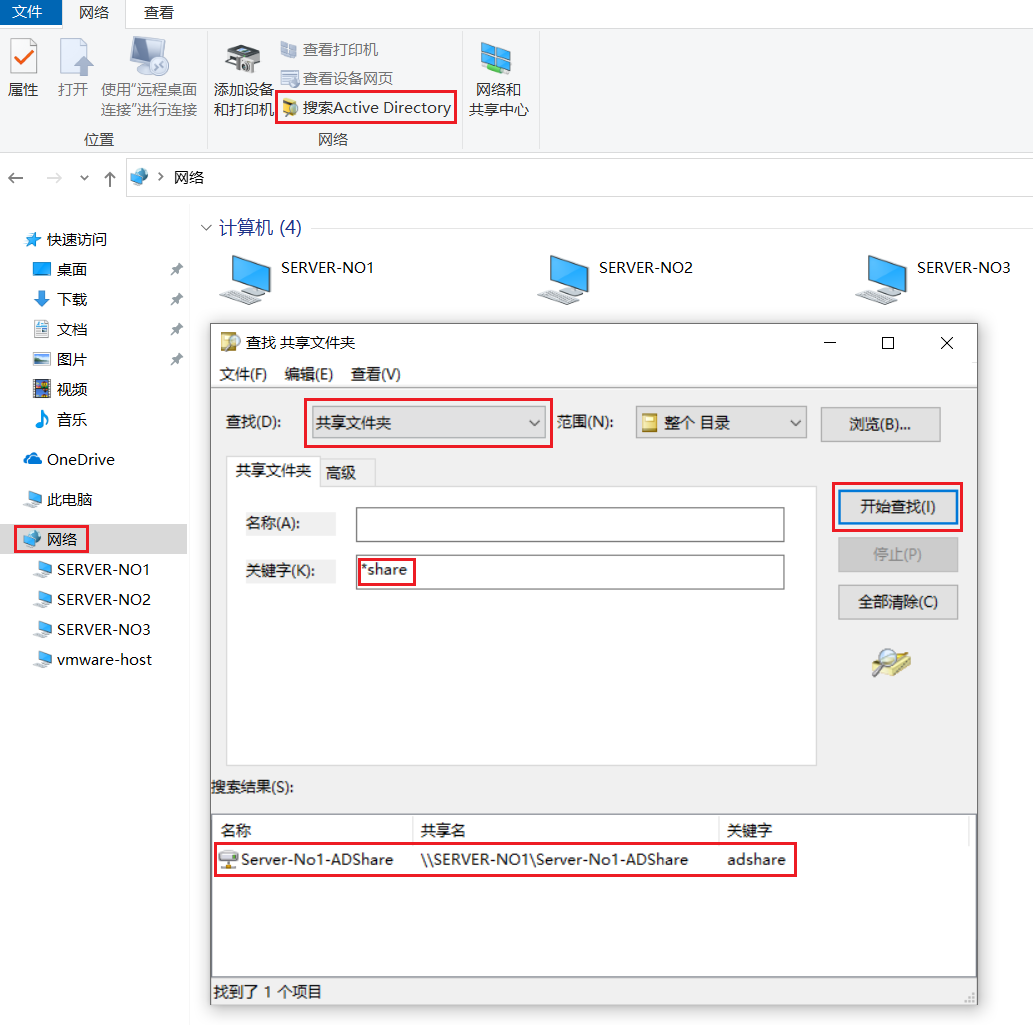 文件 网络 查看
属性
打开
使用“远程桌面
连接”进行连接
位置
添加设备
和打印机
查看打印机
查看设备网页
搜索Active Directory
网络
网络和
共享中心
网络
快速访问
桌面
下载
文档
图片
视频
音乐
OneDrive
此电脑
网络
SERVER-NO1
SERVER-NO2
SERVER-NO3
vmware-host
计算机 (4)
SERVER-NO1
SERVER-NO2
SERVER-NO3
查找 共享文件夹
文件(F) 编辑(E) 查看(V)
查找(D): 共享文件夹 范围(N): 整个 目录 浏览(B)...
共享文件夹 高级
名称(A):
关键字(K): *share
开始查找(I)
停止(P)
全部清除(C)
搜索结果(S):
名称 共享名 关键字
Server-No1-ADShare \\SERVER-NO1\Server-No1-ADShare adshare
找到了 1 个项目